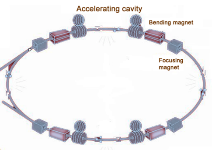 Accelerating cavity
Bending magnet
Focusing
magnet